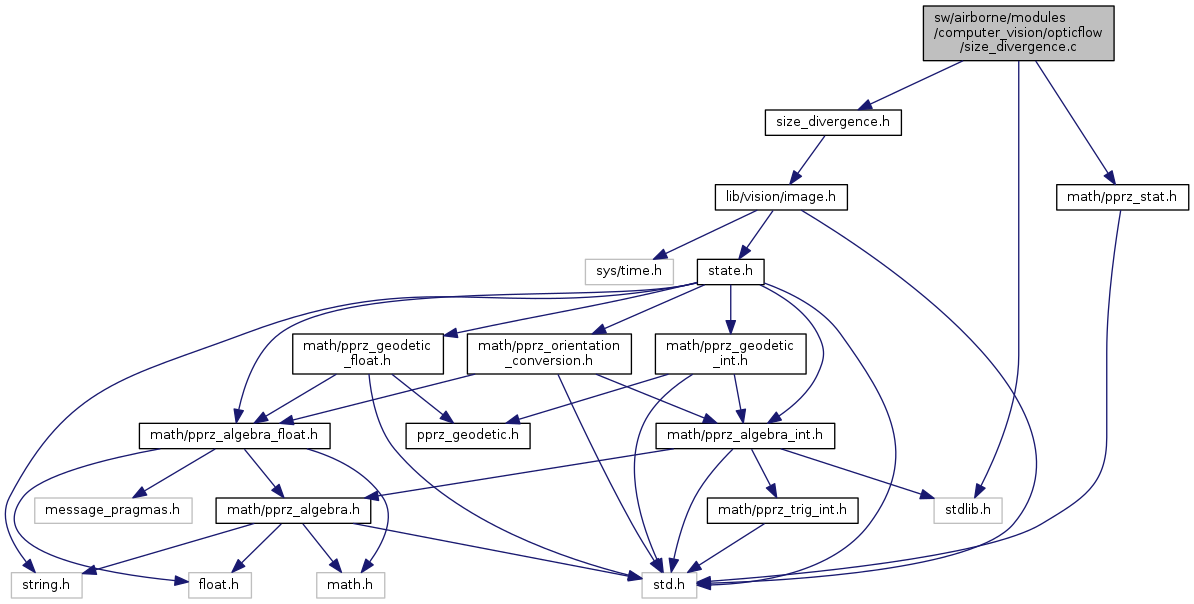 sw/airborne/modules
/computer_vision/opticflow
/size_divergence.c
size_divergence.h
lib/vision/image.h
math/pprz_stat.h
sys/time.h
state.h
math/pprz_geodetic
_float.h
math/pprz_orientation
_conversion.h
math/pprz_geodetic
_int.h
math/pprz_algebra_float.h
pprz_geodetic.h
math/pprz_algebra_int.h
message_pragmas.h
math/pprz_algebra.h
math/pprz_trig_int.h
stdlib.h
string.h
float.h
math.h
std.h